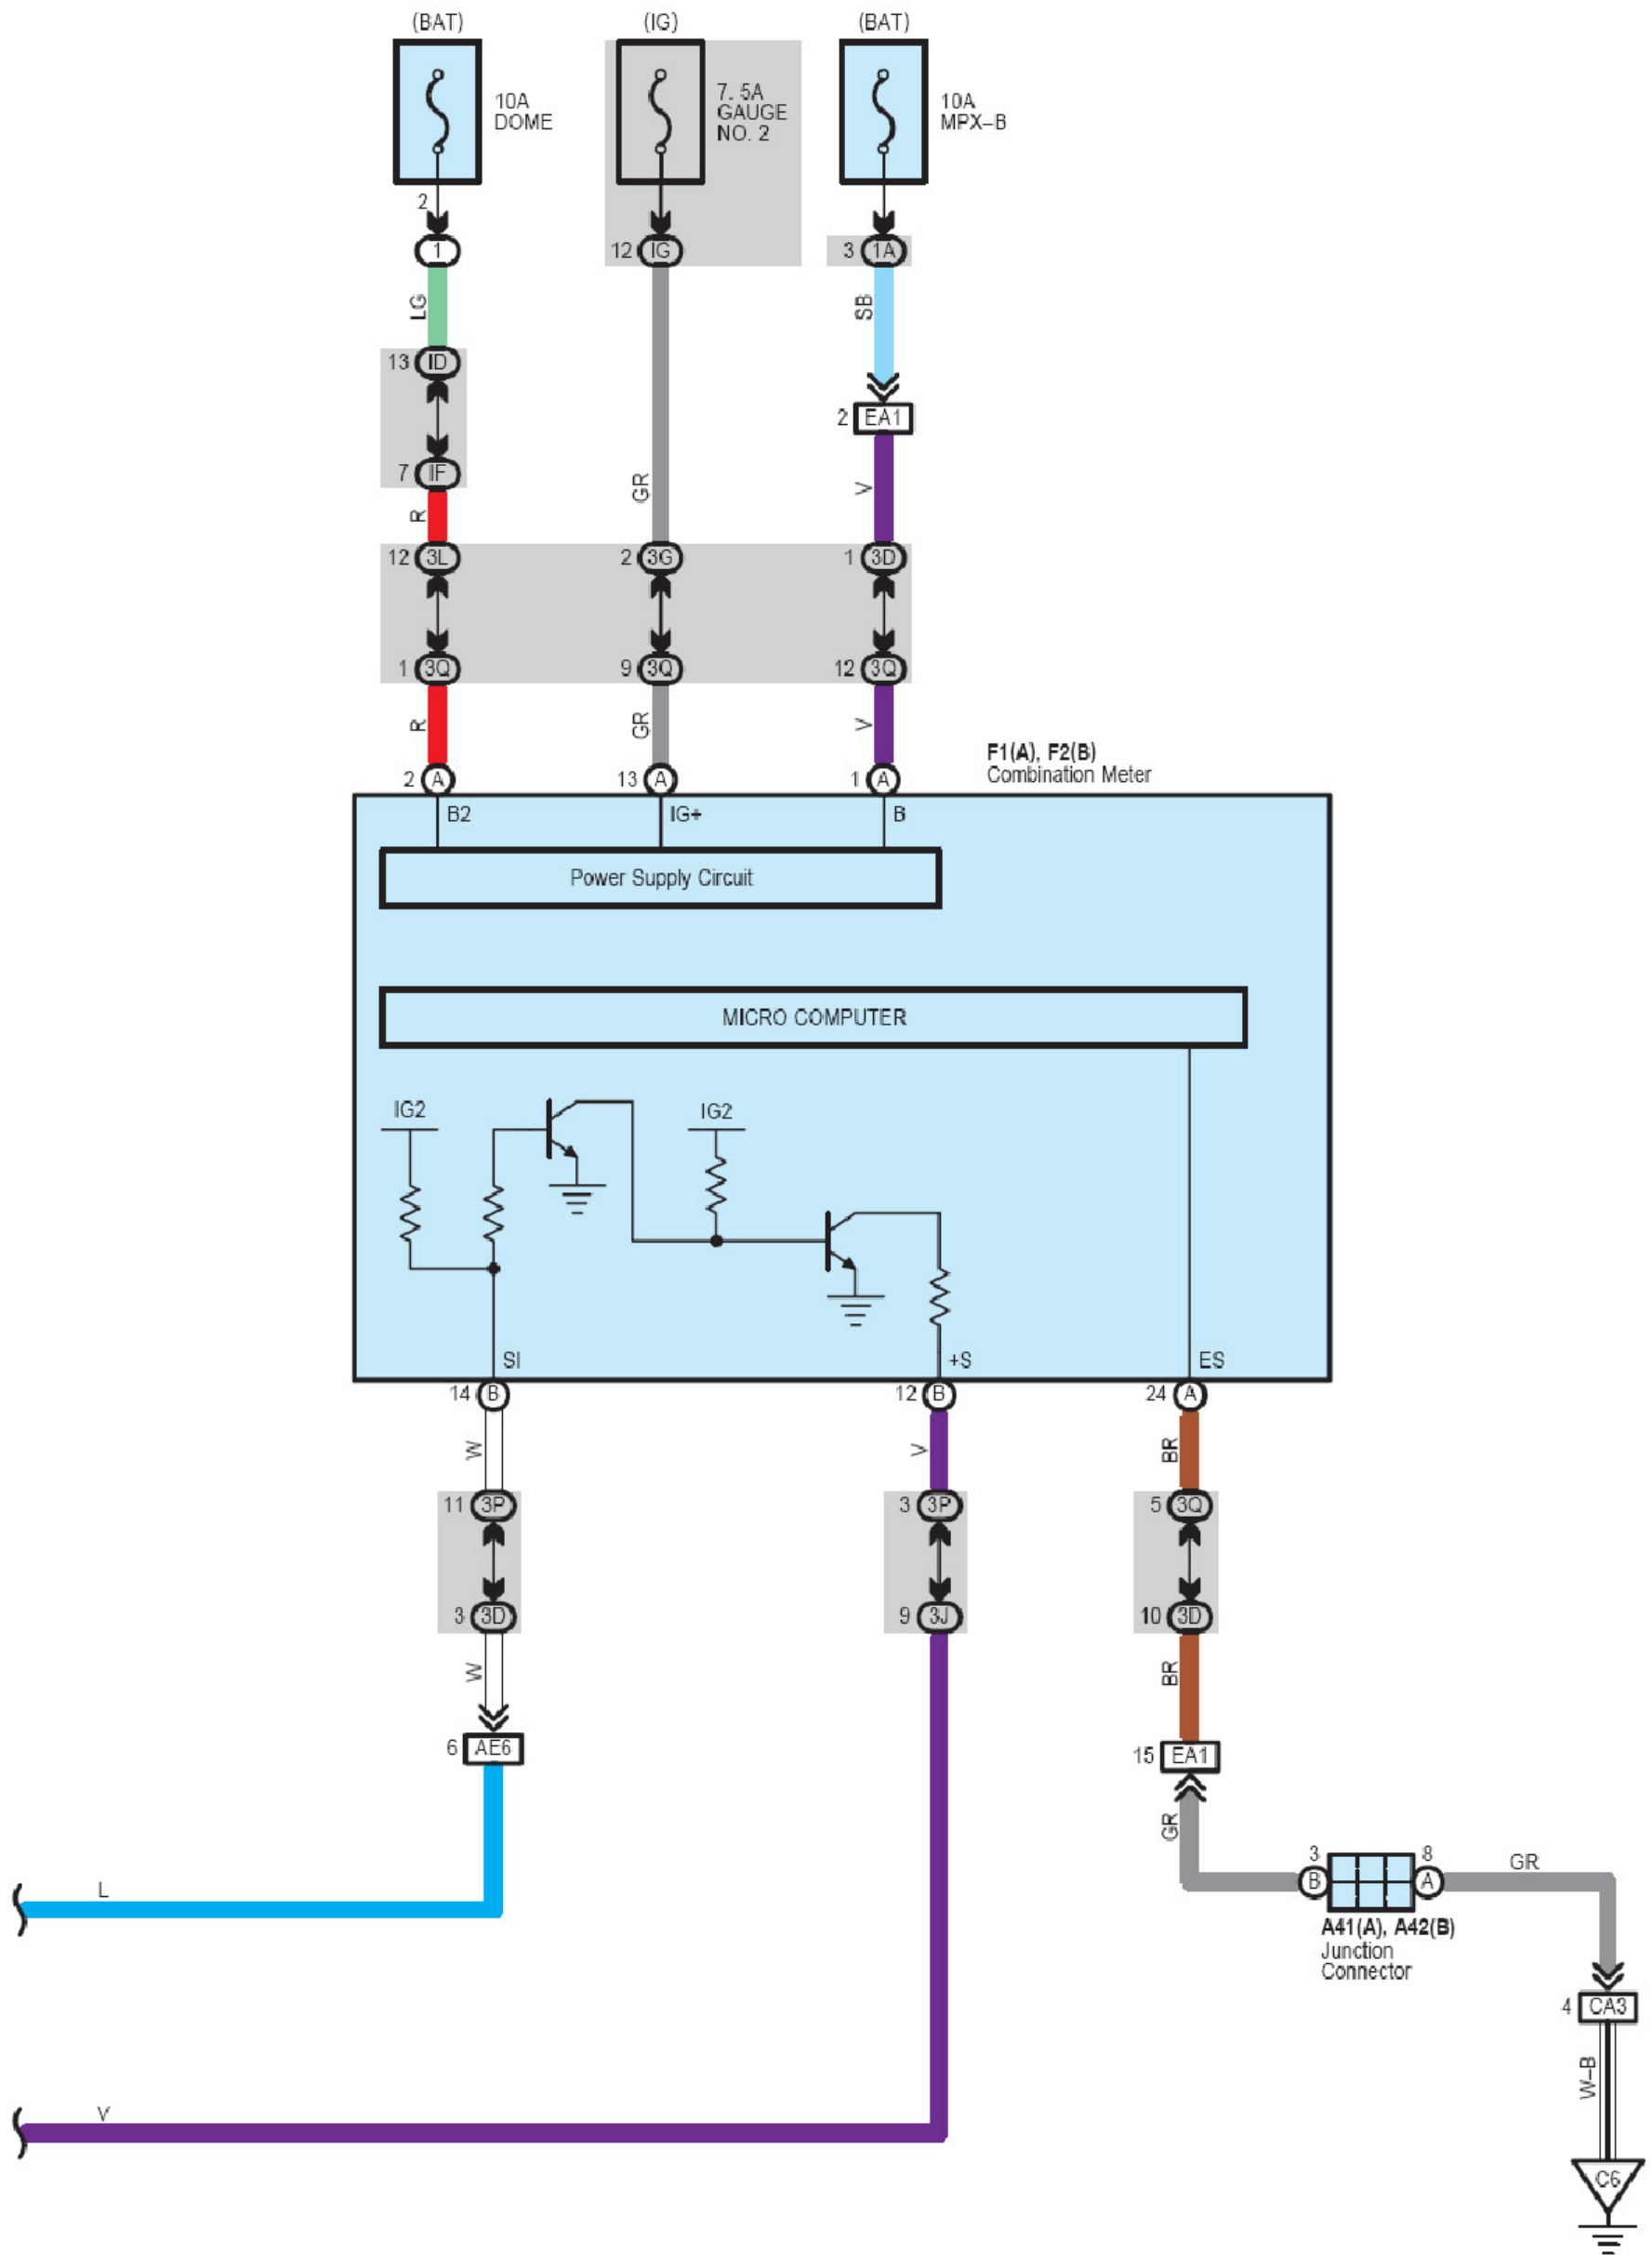 (BAT) (IG) (BAT)
10A
DOME
7. 5A
GAUGE
NO. 2
10A
MPX–B
2
1
12 IG
3 1A
LG
SB
13 ID
2 EA1
7 IF
R
GR
V
12 3L
2 3G
1 3D
1 3Q
9 3Q
12 3Q
R
GR
V
F1(A), F2(B)
Combination Meter
2 A
13 A
1 A
B2
IG+
B
Power Supply Circuit
MICRO COMPUTER
IG2
IG2
SI
+S
ES
14 B
12 B
24 A
W
V
BR
11 3P
3 3P
5 3Q
3 3D
9 3J
10 3D
W
BR
6 AE6
15 EA1
GR
3
B
8
A
GR
A41(A), A42(B)
Junction
Connector
L
4 CA3
W–B
V
C6